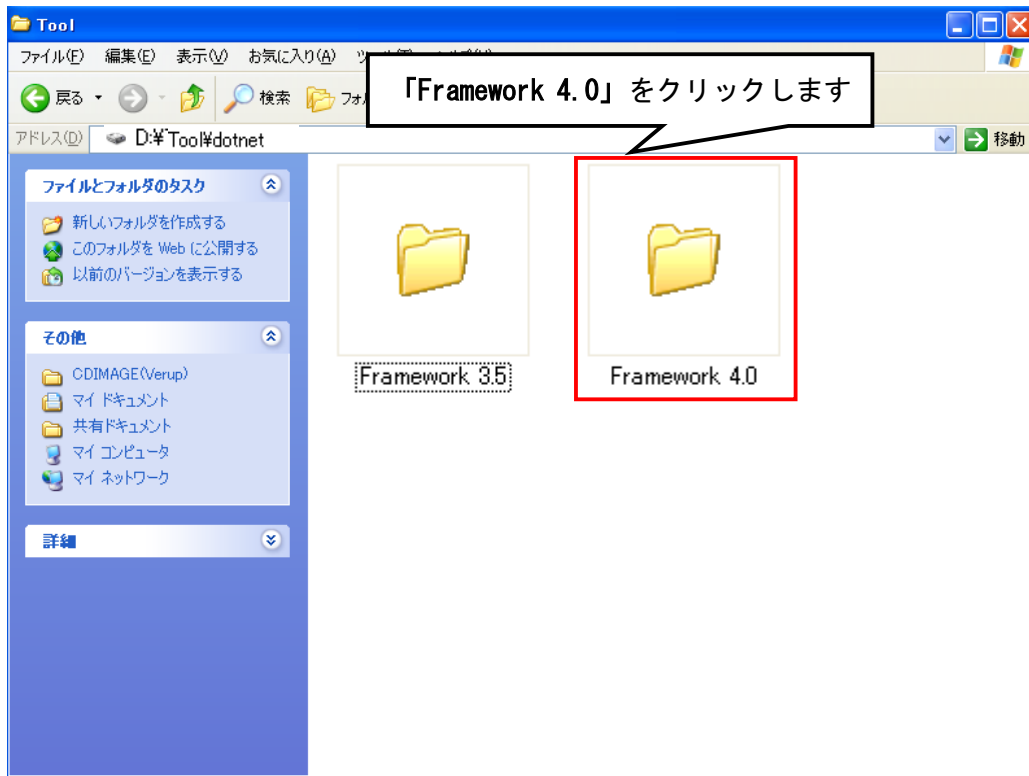 Tool
ファイル(F) 編集(E) 表示(V) お気に入り(A)
「Framework 4.0」をクリックします
戻る 検索
アドレス(D) D:¥Tool¥dotnet 移動
ファイルとフォルダのタスク
新しいフォルダを作成する
このフォルダを Web に公開する
以前のバージョンを表示する
その他
CDIMAGE(Verup)
マイ ドキュメント
共有ドキュメント
マイ コンピュータ
マイ ネットワーク
詳細
Framework 3.5
Framework 4.0